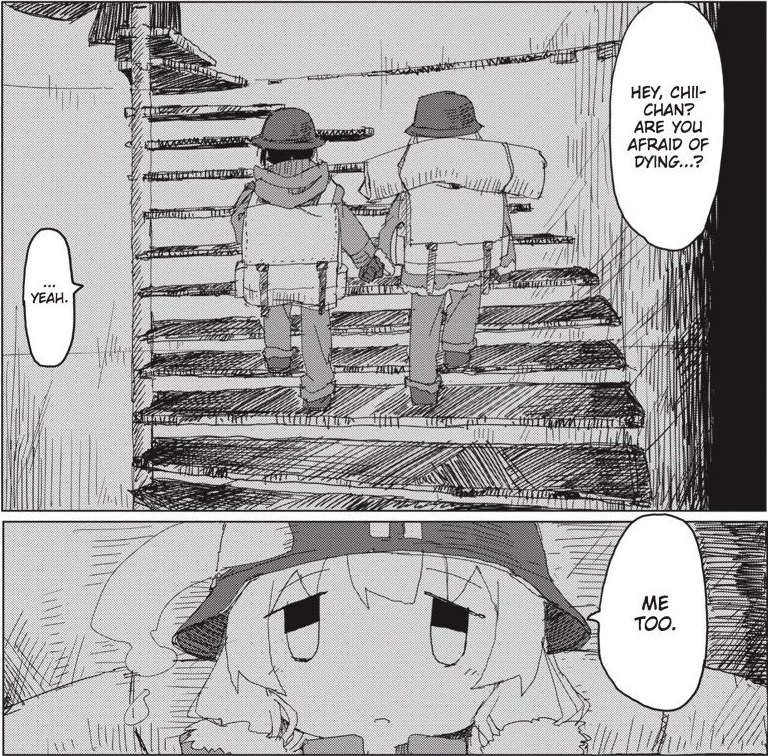 HEY, CHII-
CHAN?
ARE YOU
AFRAID OF
DYING...?
...
YEAH.
ME
TOO.